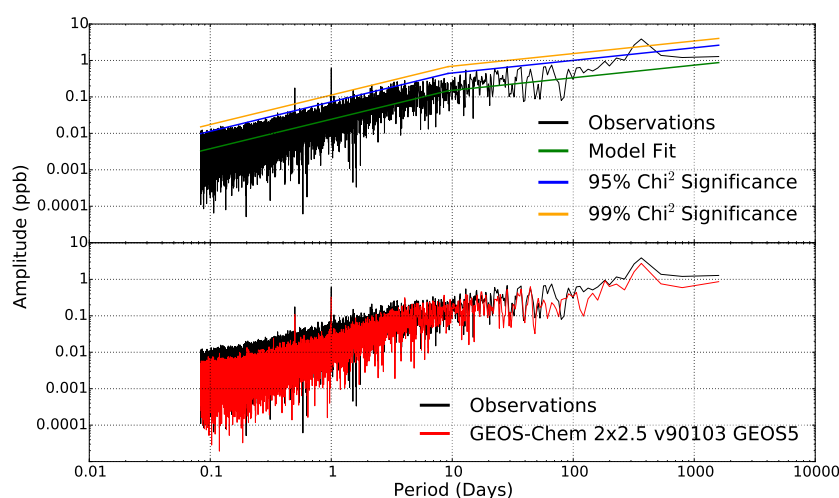 10
1
0.1
0.01
0.001
0.0001
Observations
Model Fit
95% Chi² Significance
99% Chi² Significance
Amplitude (ppb)
10
1
0.1
0.01
0.001
0.0001
Observations
GEOS-Chem 2x2.5 v90103 GEOS5
0.01 0.1 1 10 100 1000 10000
Period (Days)